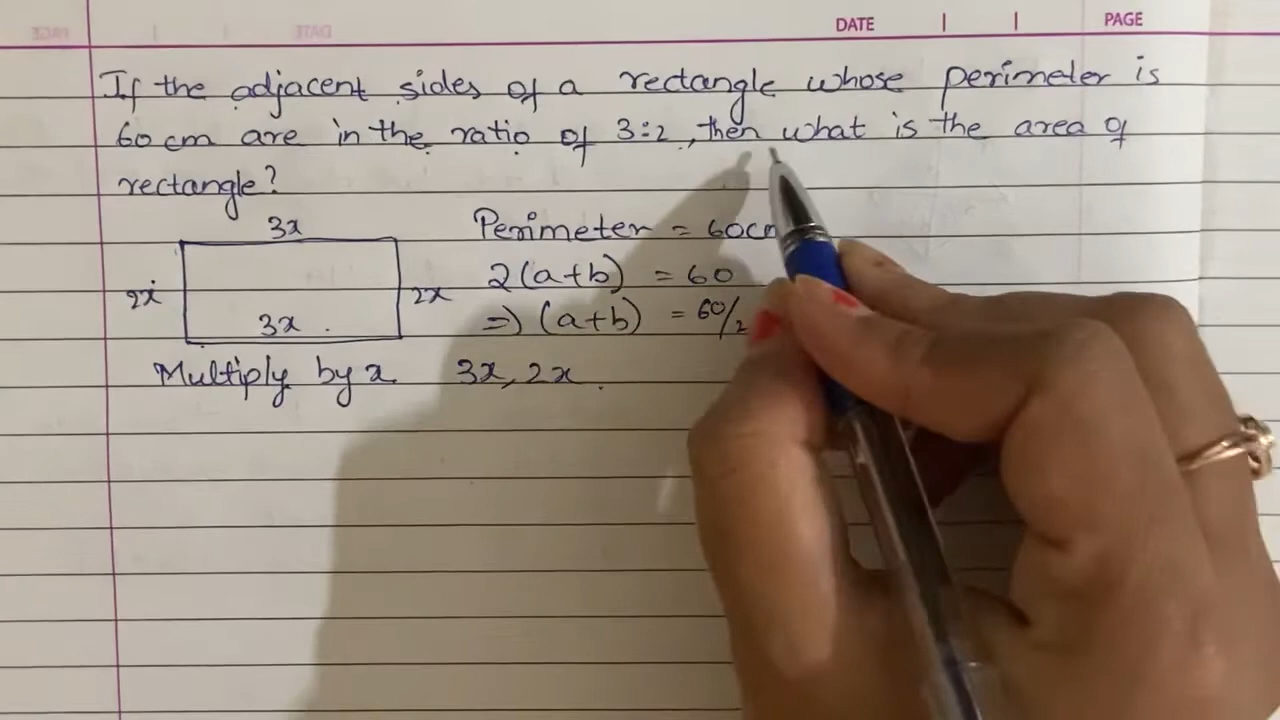 DATE PAGE
If the adjacent sides of a rectangle whose perimeter is
60 cm are in the ratio of 3:2, then what is the area of
rectangle?
3x
Perimeter = 60cm
2x
2x
2(a+b) = 60
3x .
=> (a+b) = 60/2
Multiply by x. 3x, 2x.